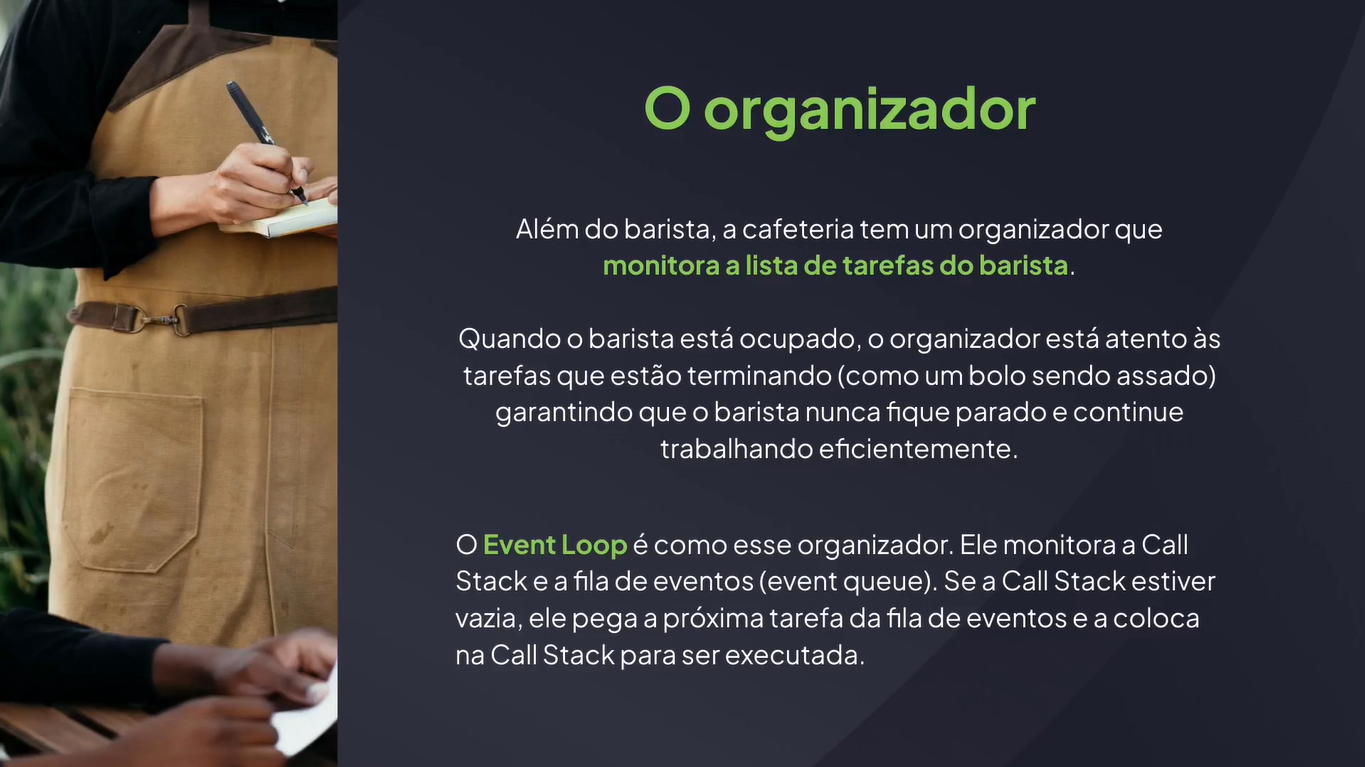 O organizador
Além do barista, a cafeteria tem um organizador que
monitora a lista de tarefas do barista.
Quando o barista está ocupado, o organizador está atento às
tarefas que estão terminando (como um bolo sendo assado)
garantindo que o barista nunca fique parado e continue
trabalhando eficientemente.
O Event Loop é como esse organizador. Ele monitora a Call
Stack e a fila de eventos (event queue). Se a Call Stack estiver
vazia, ele pega a próxima tarefa da fila de eventos e a coloca
na Call Stack para ser executada.